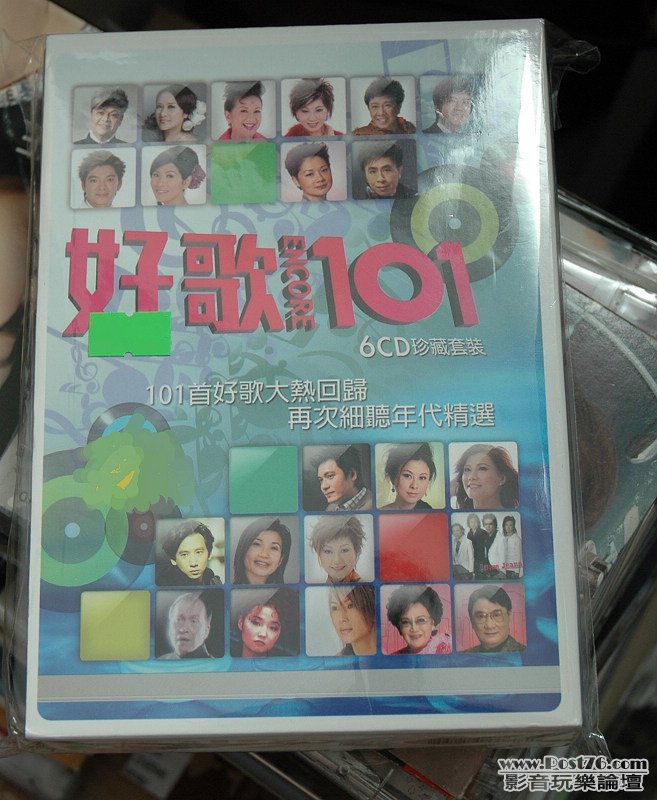 好歌 ENCORE 101
6CD珍藏套裝
101首好歌大熱回歸
再次細聽年代精選
www.Post76.com
影音玩樂論壇